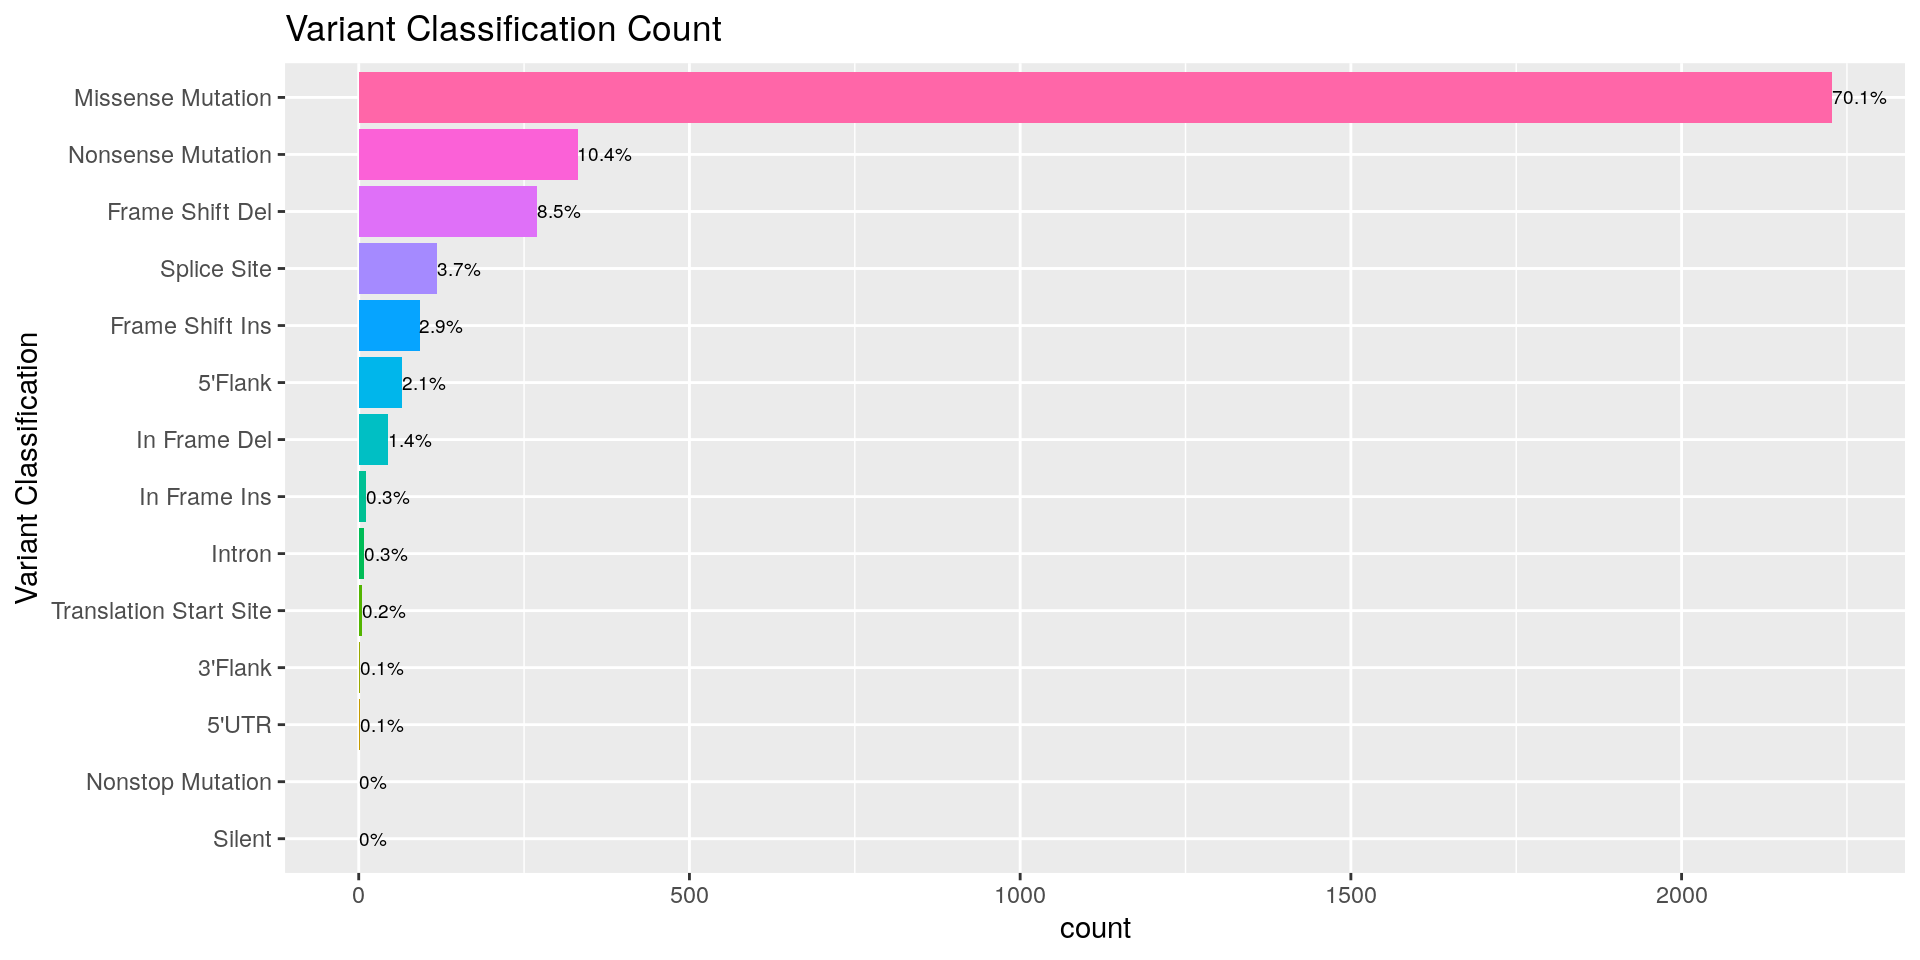 Variant Classification Count
Variant Classification
Missense Mutation 70.1%
Nonsense Mutation 10.4%
Frame Shift Del 8.5%
Splice Site 3.7%
Frame Shift Ins 2.9%
5'Flank 2.1%
In Frame Del 1.4%
In Frame Ins 0.3%
Intron 0.3%
Translation Start Site 0.2%
3'Flank 0.1%
5'UTR 0.1%
Nonstop Mutation 0%
Silent 0%
0 500 1000 1500 2000
count